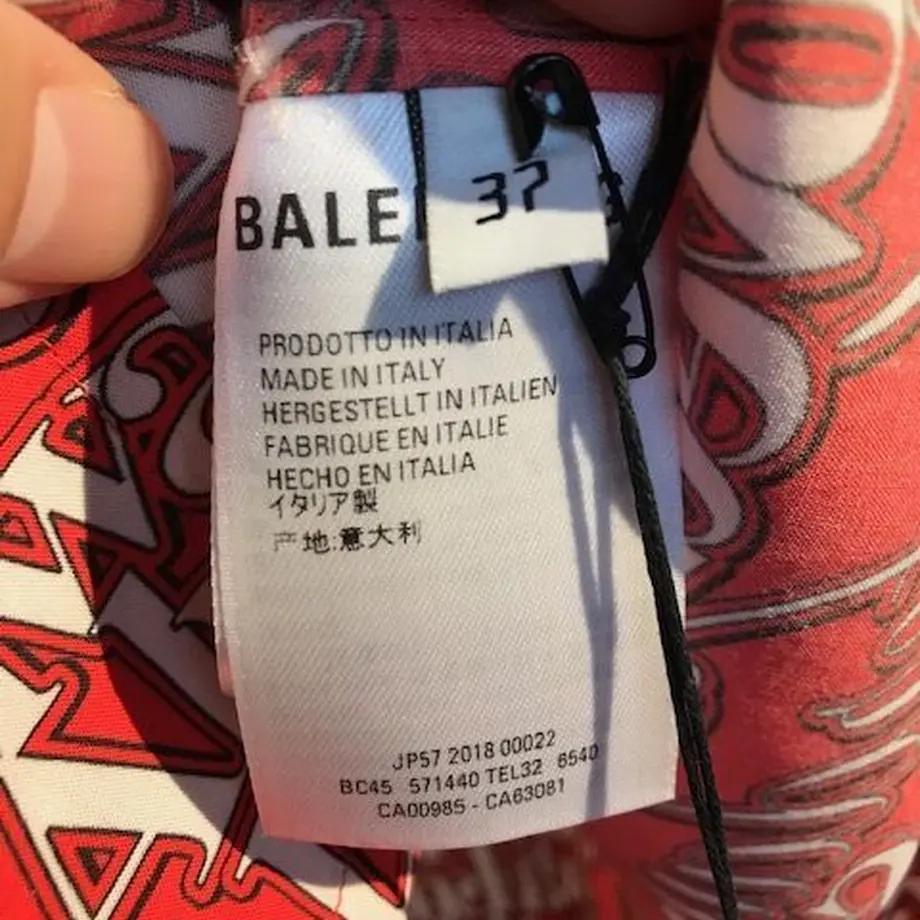 BALE
37
PRODOTTO IN ITALIA
MADE IN ITALY
HERGESTELLT IN ITALIEN
FABRIQUE EN ITALIE
HECHO EN ITALIA
イタリア製
产地:意大利
JP57 2018 00022
BC45 571440 TEL32 6540
CA00985 - CA63081